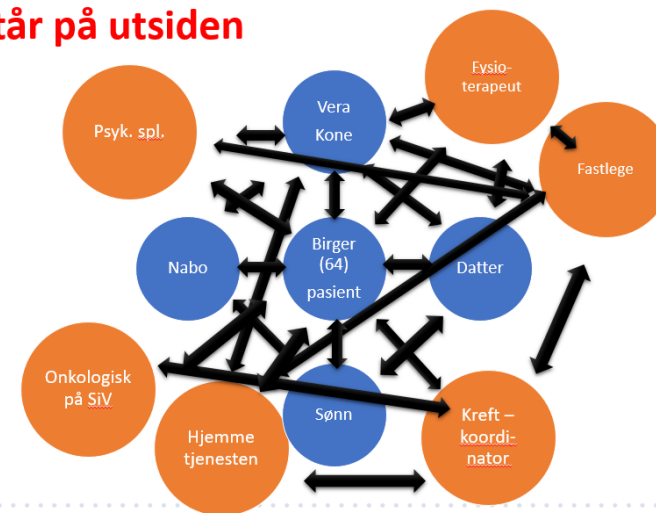 tår på utsiden
Fysio-
terapeut
Vera
Kone
Psyk. spl.
Fastlege
Birger
(64)
pasient
Nabo
Datter
Onkologisk
på SiV
Hjemme
tjenesten
Sønn
Kreft –
koordi-
nator